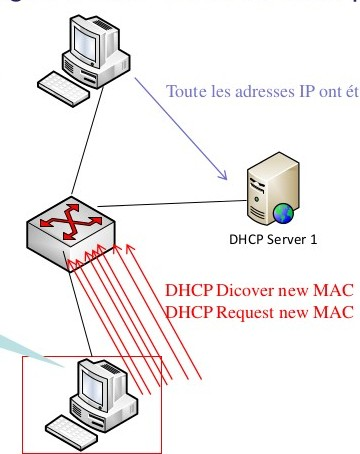 Toute les adresses IP ont ét
DHCP Server 1
DHCP Dicover new MAC
DHCP Request new MAC